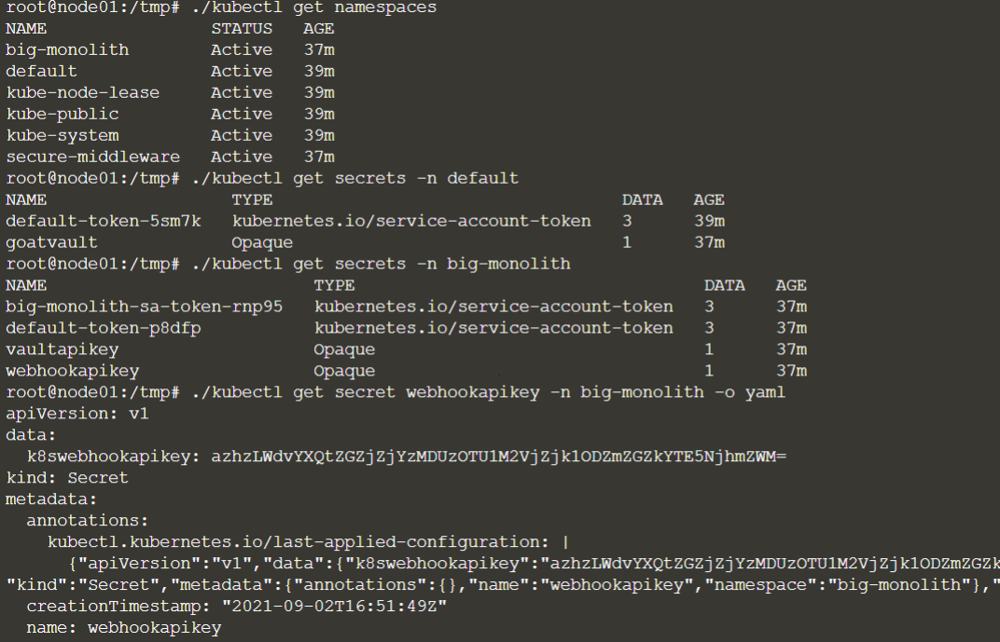 root@node01:/tmp# ./kubectl get namespaces
NAME STATUS AGE
big-monolith Active 37m
default Active 39m
kube-node-lease Active 39m
kube-public Active 39m
kube-system Active 39m
secure-middleware Active 37m
root@node01:/tmp# ./kubectl get secrets -n default
NAME TYPE DATA AGE
default-token-5sm7k kubernetes.io/service-account-token 3 39m
goatvault Opaque 1 37m
root@node01:/tmp# ./kubectl get secrets -n big-monolith
NAME TYPE DATA AGE
big-monolith-sa-token-rnp95 kubernetes.io/service-account-token 3 37m
default-token-p8dfp kubernetes.io/service-account-token 3 37m
vaultapikey Opaque 1 37m
webhookapikey Opaque 1 37m
root@node01:/tmp# ./kubectl get secret webhookapikey -n big-monolith -o yaml
apiVersion: v1
data:
  k8swebhookapikey: azhzLWdvYXQtZGZjZjYzMDUzOTU1M2VjZjk1ODZmZGZkYTE5NjhmZWM=
kind: Secret
metadata:
  annotations:
    kubectl.kubernetes.io/last-applied-configuration: |
      {"apiVersion":"v1","data":{"k8swebhookapikey":"azhzLWdvYXQtZGZjZjYzMDUzOTU1M2VjZjk1ODZmZGZk
"kind":"Secret","metadata":{"annotations":{},"name":"webhookapikey","namespace":"big-monolith"},"
  creationTimestamp: "2021-09-02T16:51:49Z"
  name: webhookapikey